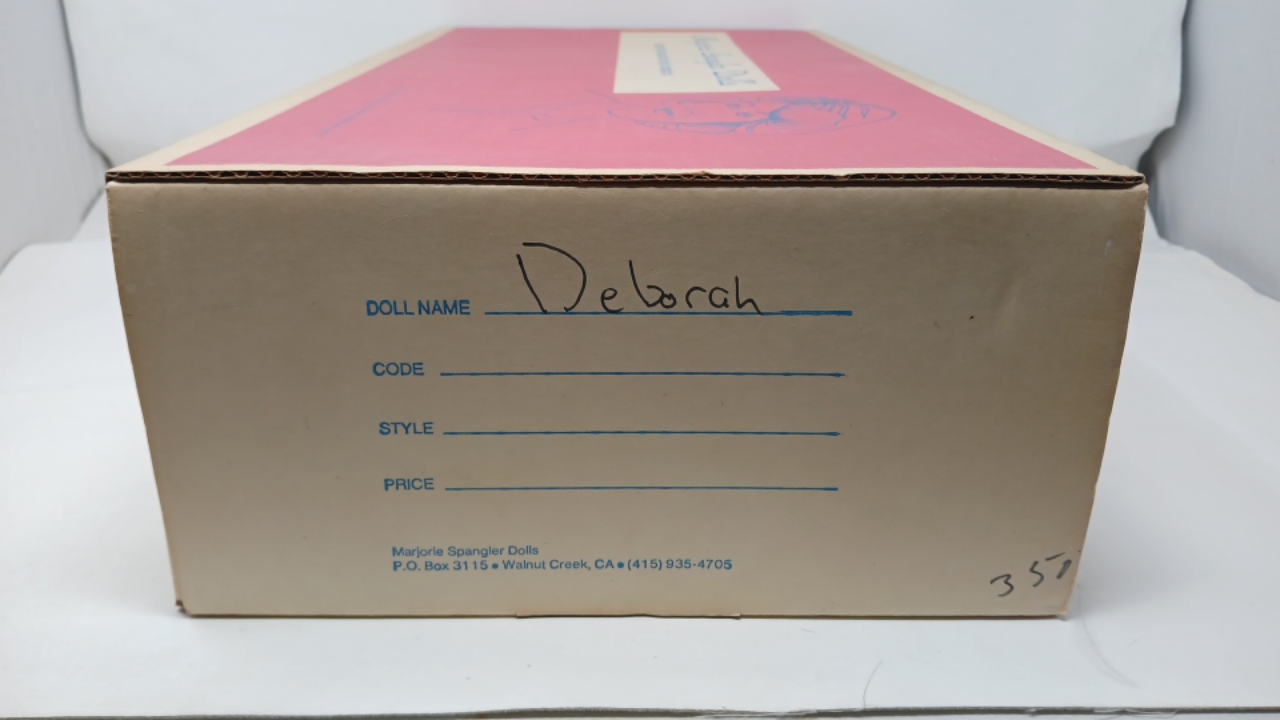 DOLL NAME Deborah
CODE
STYLE
PRICE
Marjorie Spangler Dolls
P.O. Box 3115 • Walnut Creek, CA • (415) 935-4705
350